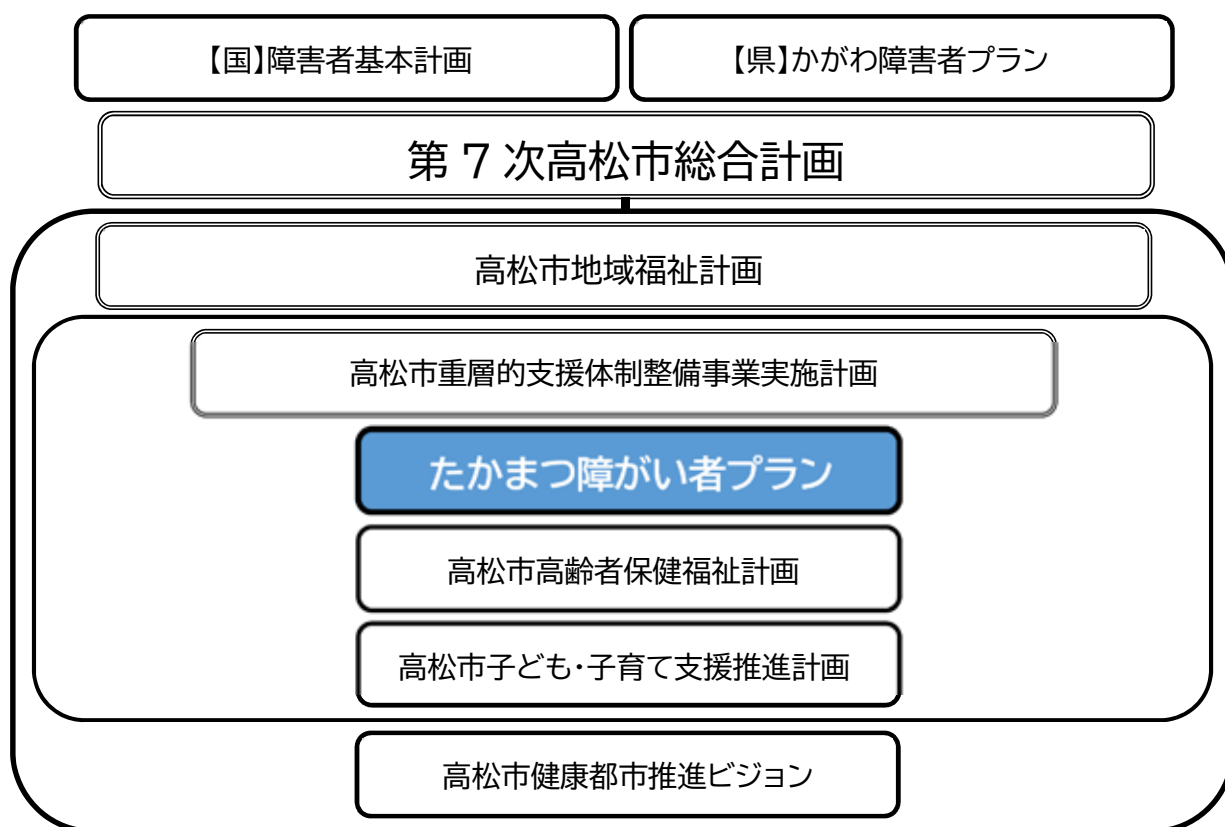 【国】障害者基本計画
【県】かがわ障害者プラン
第7次高松市総合計画
高松市地域福祉計画
高松市重層的支援体制整備事業実施計画
たかまつ障がい者プラン
高松市高齢者保健福祉計画
高松市子ども・子育て支援推進計画
高松市健康都市推進ビジョン